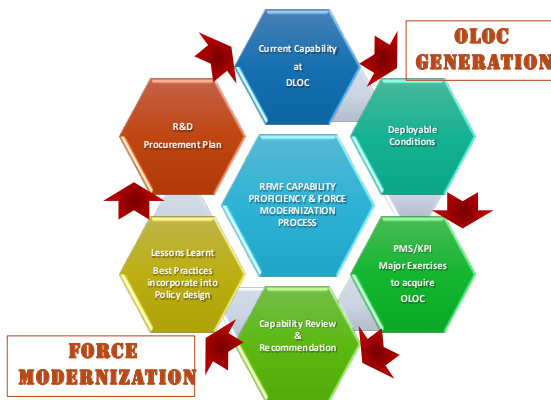 Current Capability
at
DLOC
OLOC
GENERATION
Deployable
Conditions
R&D
Procurement Plan
RFMF CAPABILITY
PROFICIENCY & FORCE
MODERNIZATION
PROCESS
PMS/KPI
Major Exercises
to acquire
OLOC
Lessons Learnt
Best Practices
incorporate into
Policy design
Capability Review
&
Recommendation
FORCE
MODERNIZATION